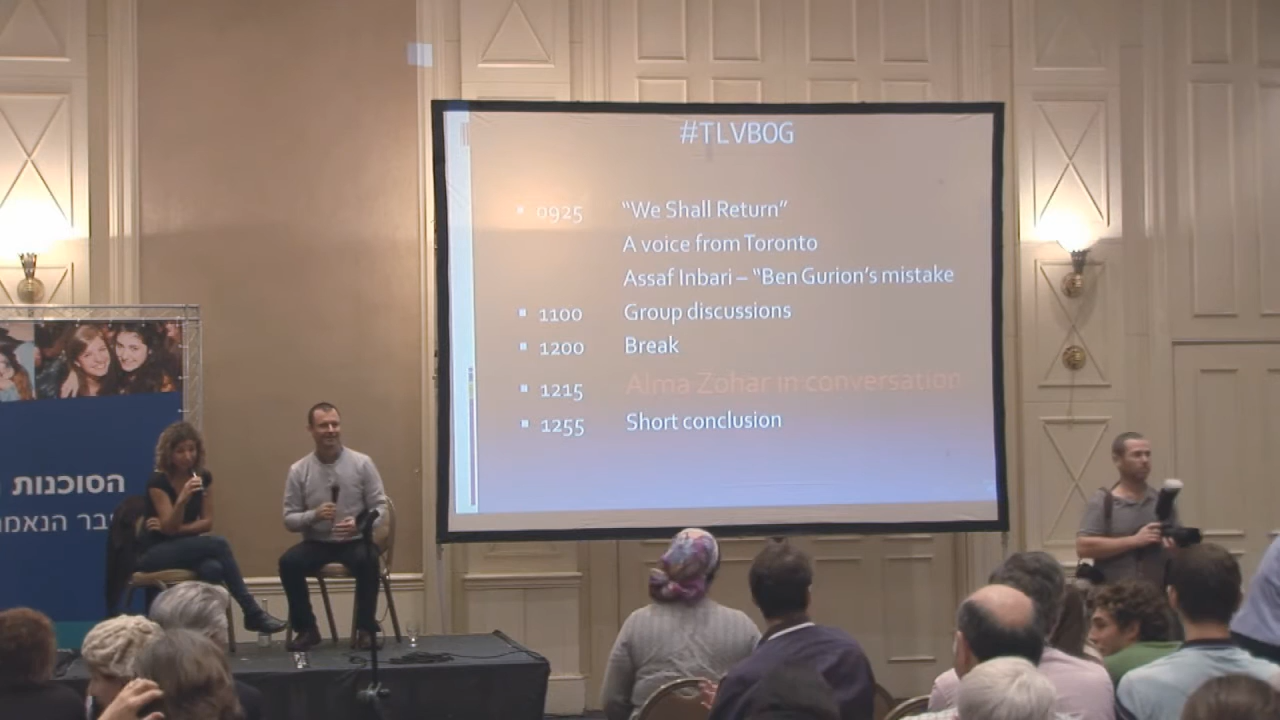 #TLVBOG
▪ 0925 “We Shall Return”
A voice from Toronto
Assaf Inbari – “Ben Gurion’s mistake
▪ 1100 Group discussions
▪ 1200 Break
▪ 1215 Alma Zohar in conversation
▪ 1255 Short conclusion
הסוכנות